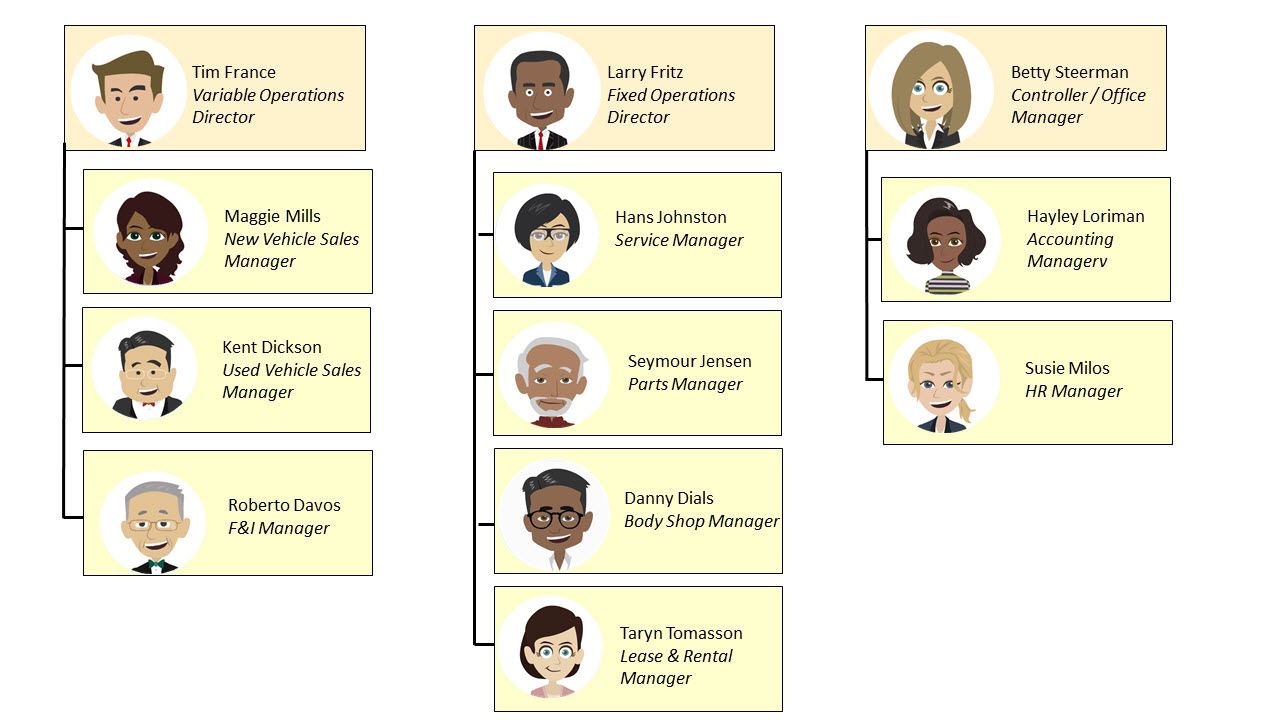 Tim France
Variable Operations
Director
Maggie Mills
New Vehicle Sales
Manager
Kent Dickson
Used Vehicle Sales
Manager
Roberto Davos
F&I Manager
Larry Fritz
Fixed Operations
Director
Hans Johnston
Service Manager
Seymour Jensen
Parts Manager
Danny Dials
Body Shop Manager
Taryn Tomasson
Lease & Rental
Manager
Betty Steerman
Controller / Office
Manager
Hayley Loriman
Accounting
Managerv
Susie Milos
HR Manager